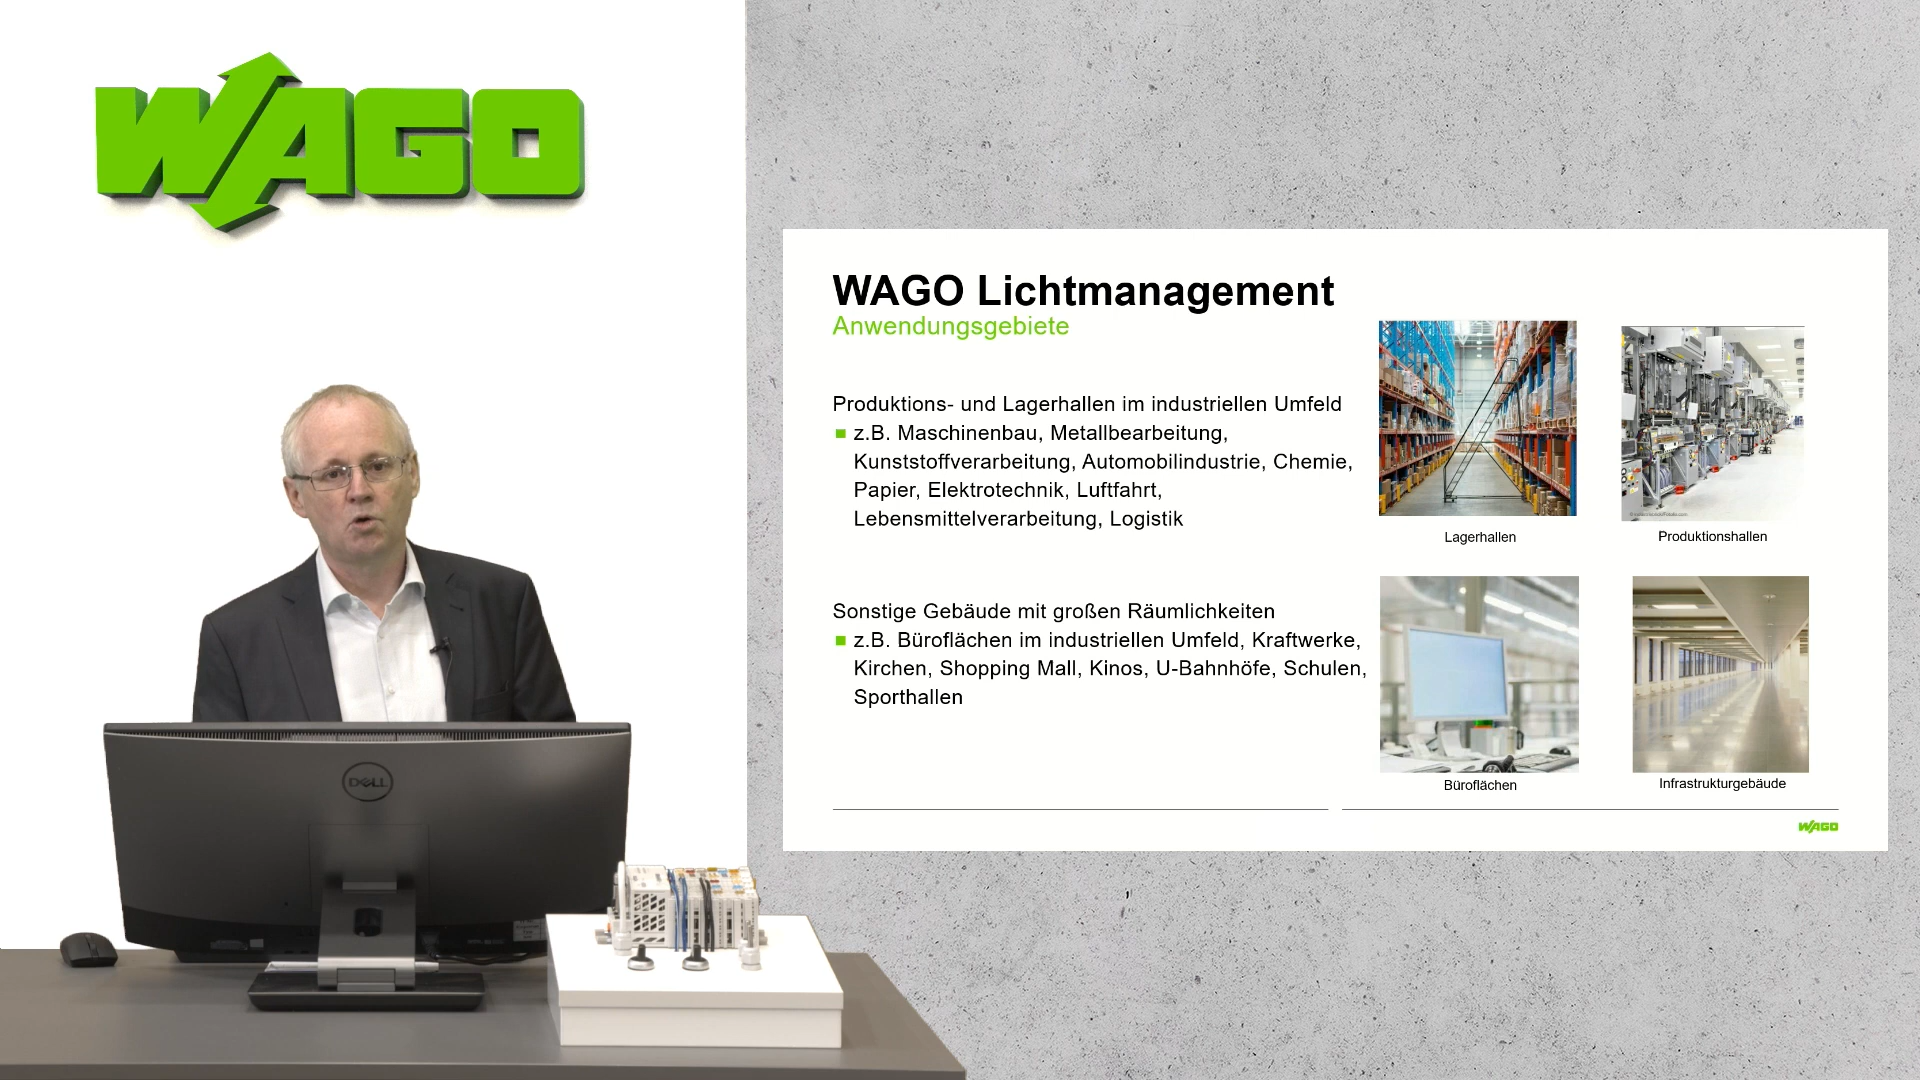 WAGO
WAGO Lichtmanagement
Anwendungsgebiete
Produktions- und Lagerhallen im industriellen Umfeld
z.B. Maschinenbau, Metallbearbeitung,
Kunststoffverarbeitung, Automobilindustrie, Chemie,
Papier, Elektrotechnik, Luftfahrt,
Lebensmittelverarbeitung, Logistik
Lagerhallen
Produktionshallen
Sonstige Gebäude mit großen Räumlichkeiten
z.B. Büroflächen im industriellen Umfeld, Kraftwerke,
Kirchen, Shopping Mall, Kinos, U-Bahnhöfe, Schulen,
Sporthallen
Büroflächen
Infrastrukturgebäude
WAGO
DELL